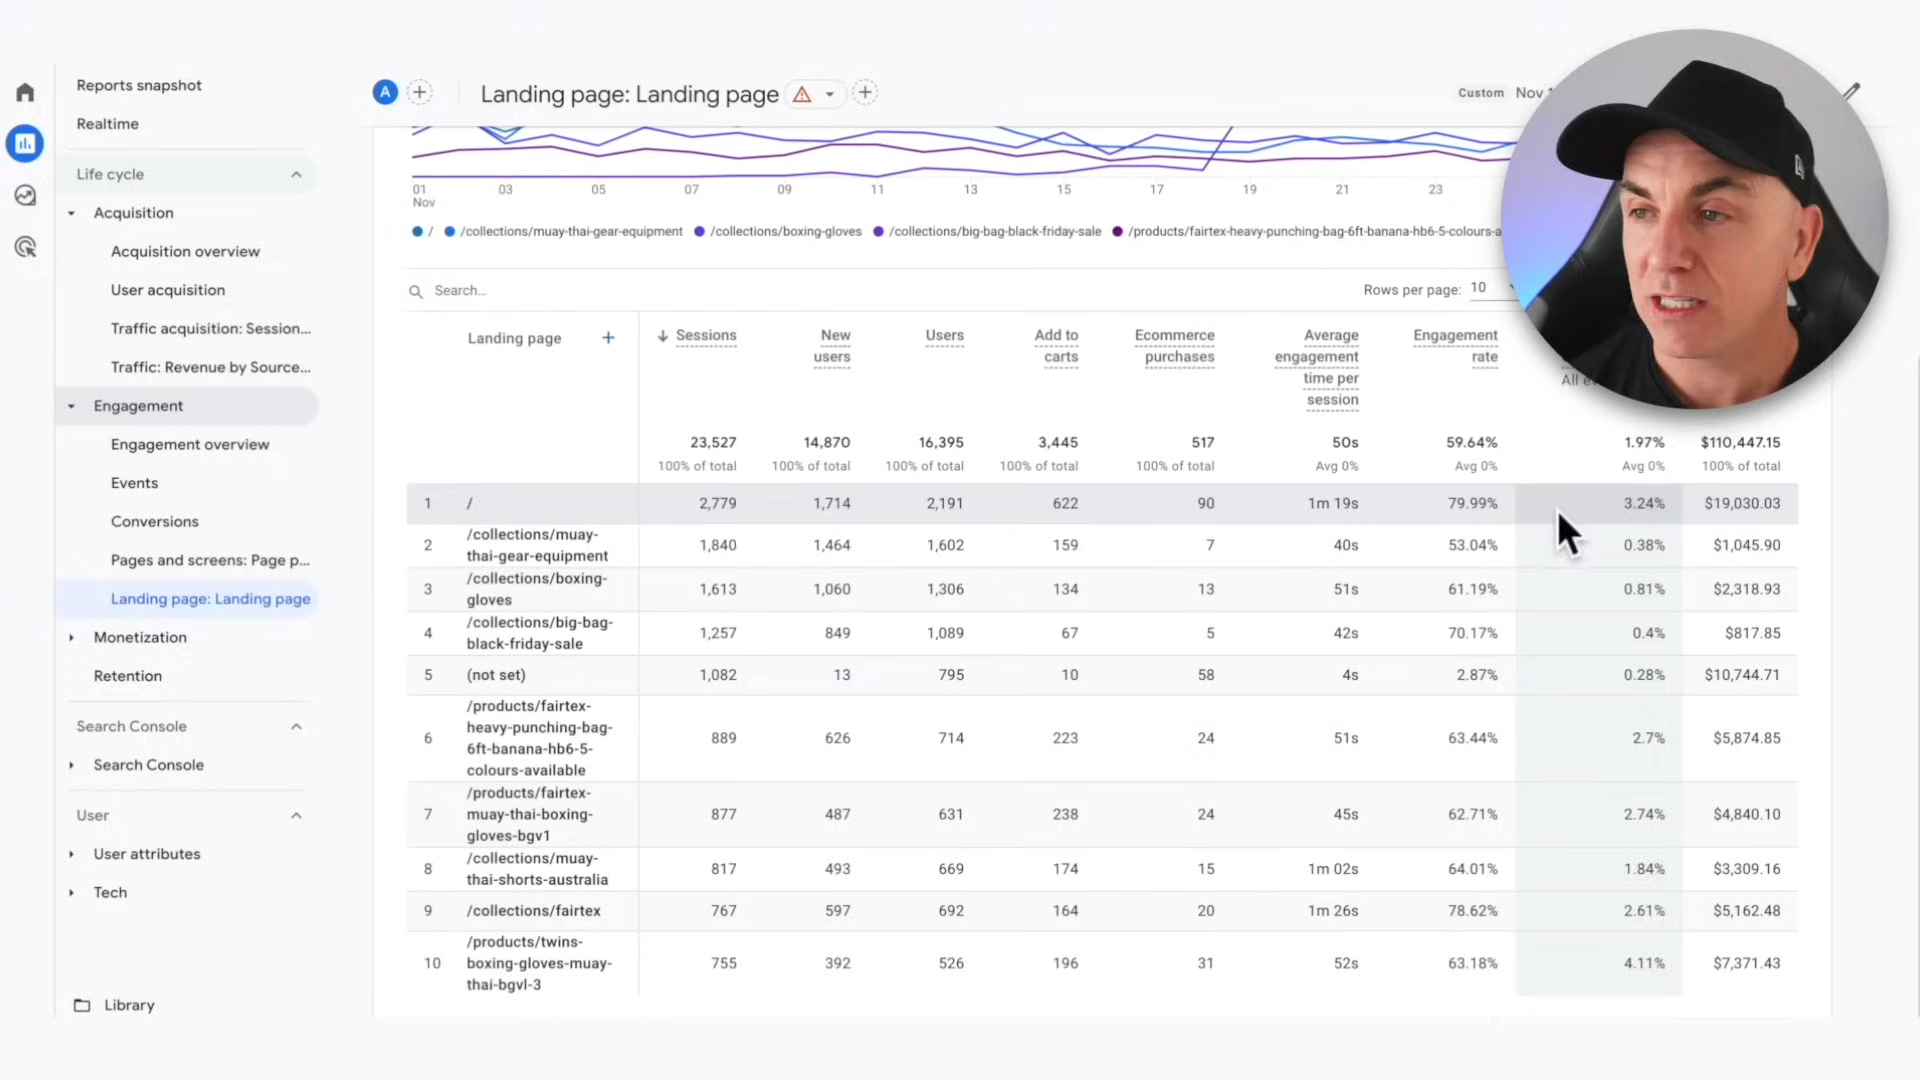 Reports snapshot
Realtime
Life cycle
Acquisition
Acquisition overview
User acquisition
Traffic acquisition: Session...
Traffic: Revenue by Source...
Engagement
Engagement overview
Events
Conversions
Pages and screens: Page p...
Landing page: Landing page
Monetization
Retention
Search Console
Search Console
User
User attributes
Tech
Library
A
Landing page: Landing page
Custom Nov
01 03 05 07 09 11 13 15 17 19 21 23
Nov
/ /collections/muay-thai-gear-equipment /collections/boxing-gloves /collections/big-bag-black-friday-sale /products/fairtex-heavy-punching-bag-6ft-banana-hb6-5-colours-a
Search...
Rows per page: 10
Landing page +
Sessions
New
users
Users
Add to
carts
Ecommerce
purchases
Average
engagement
time per
session
Engagement
rate
All
23,527 14,870 16,395 3,445 517 50s 59.64% 1.97% $110,447.15
100% of total 100% of total 100% of total 100% of total 100% of total Avg 0% Avg 0% Avg 0% 100% of total
1 / 2,779 1,714 2,191 622 90 1m 19s 79.99% 3.24% $19,030.03
2 /collections/muay-
thai-gear-equipment 1,840 1,464 1,602 159 7 40s 53.04% 0.38% $1,045.90
3 /collections/boxing-
gloves 1,613 1,060 1,306 134 13 51s 61.19% 0.81% $2,318.93
4 /collections/big-bag-
black-friday-sale 1,257 849 1,089 67 5 42s 70.17% 0.4% $817.85
5 (not set) 1,082 13 795 10 58 4s 2.87% 0.28% $10,744.71
6 /products/fairtex-
heavy-punching-bag-
6ft-banana-hb6-5-
colours-available 889 626 714 223 24 51s 63.44% 2.7% $5,874.85
7 /products/fairtex-
muay-thai-boxing-
gloves-bgv1 877 487 631 238 24 45s 62.71% 2.74% $4,840.10
8 /collections/muay-
thai-shorts-australia 817 493 669 174 15 1m 02s 64.01% 1.84% $3,309.16
9 /collections/fairtex 767 597 692 164 20 1m 26s 78.62% 2.61% $5,162.48
10 /products/twins-
boxing-gloves-muay-
thai-bgvl-3 755 392 526 196 31 52s 63.18% 4.11% $7,371.43